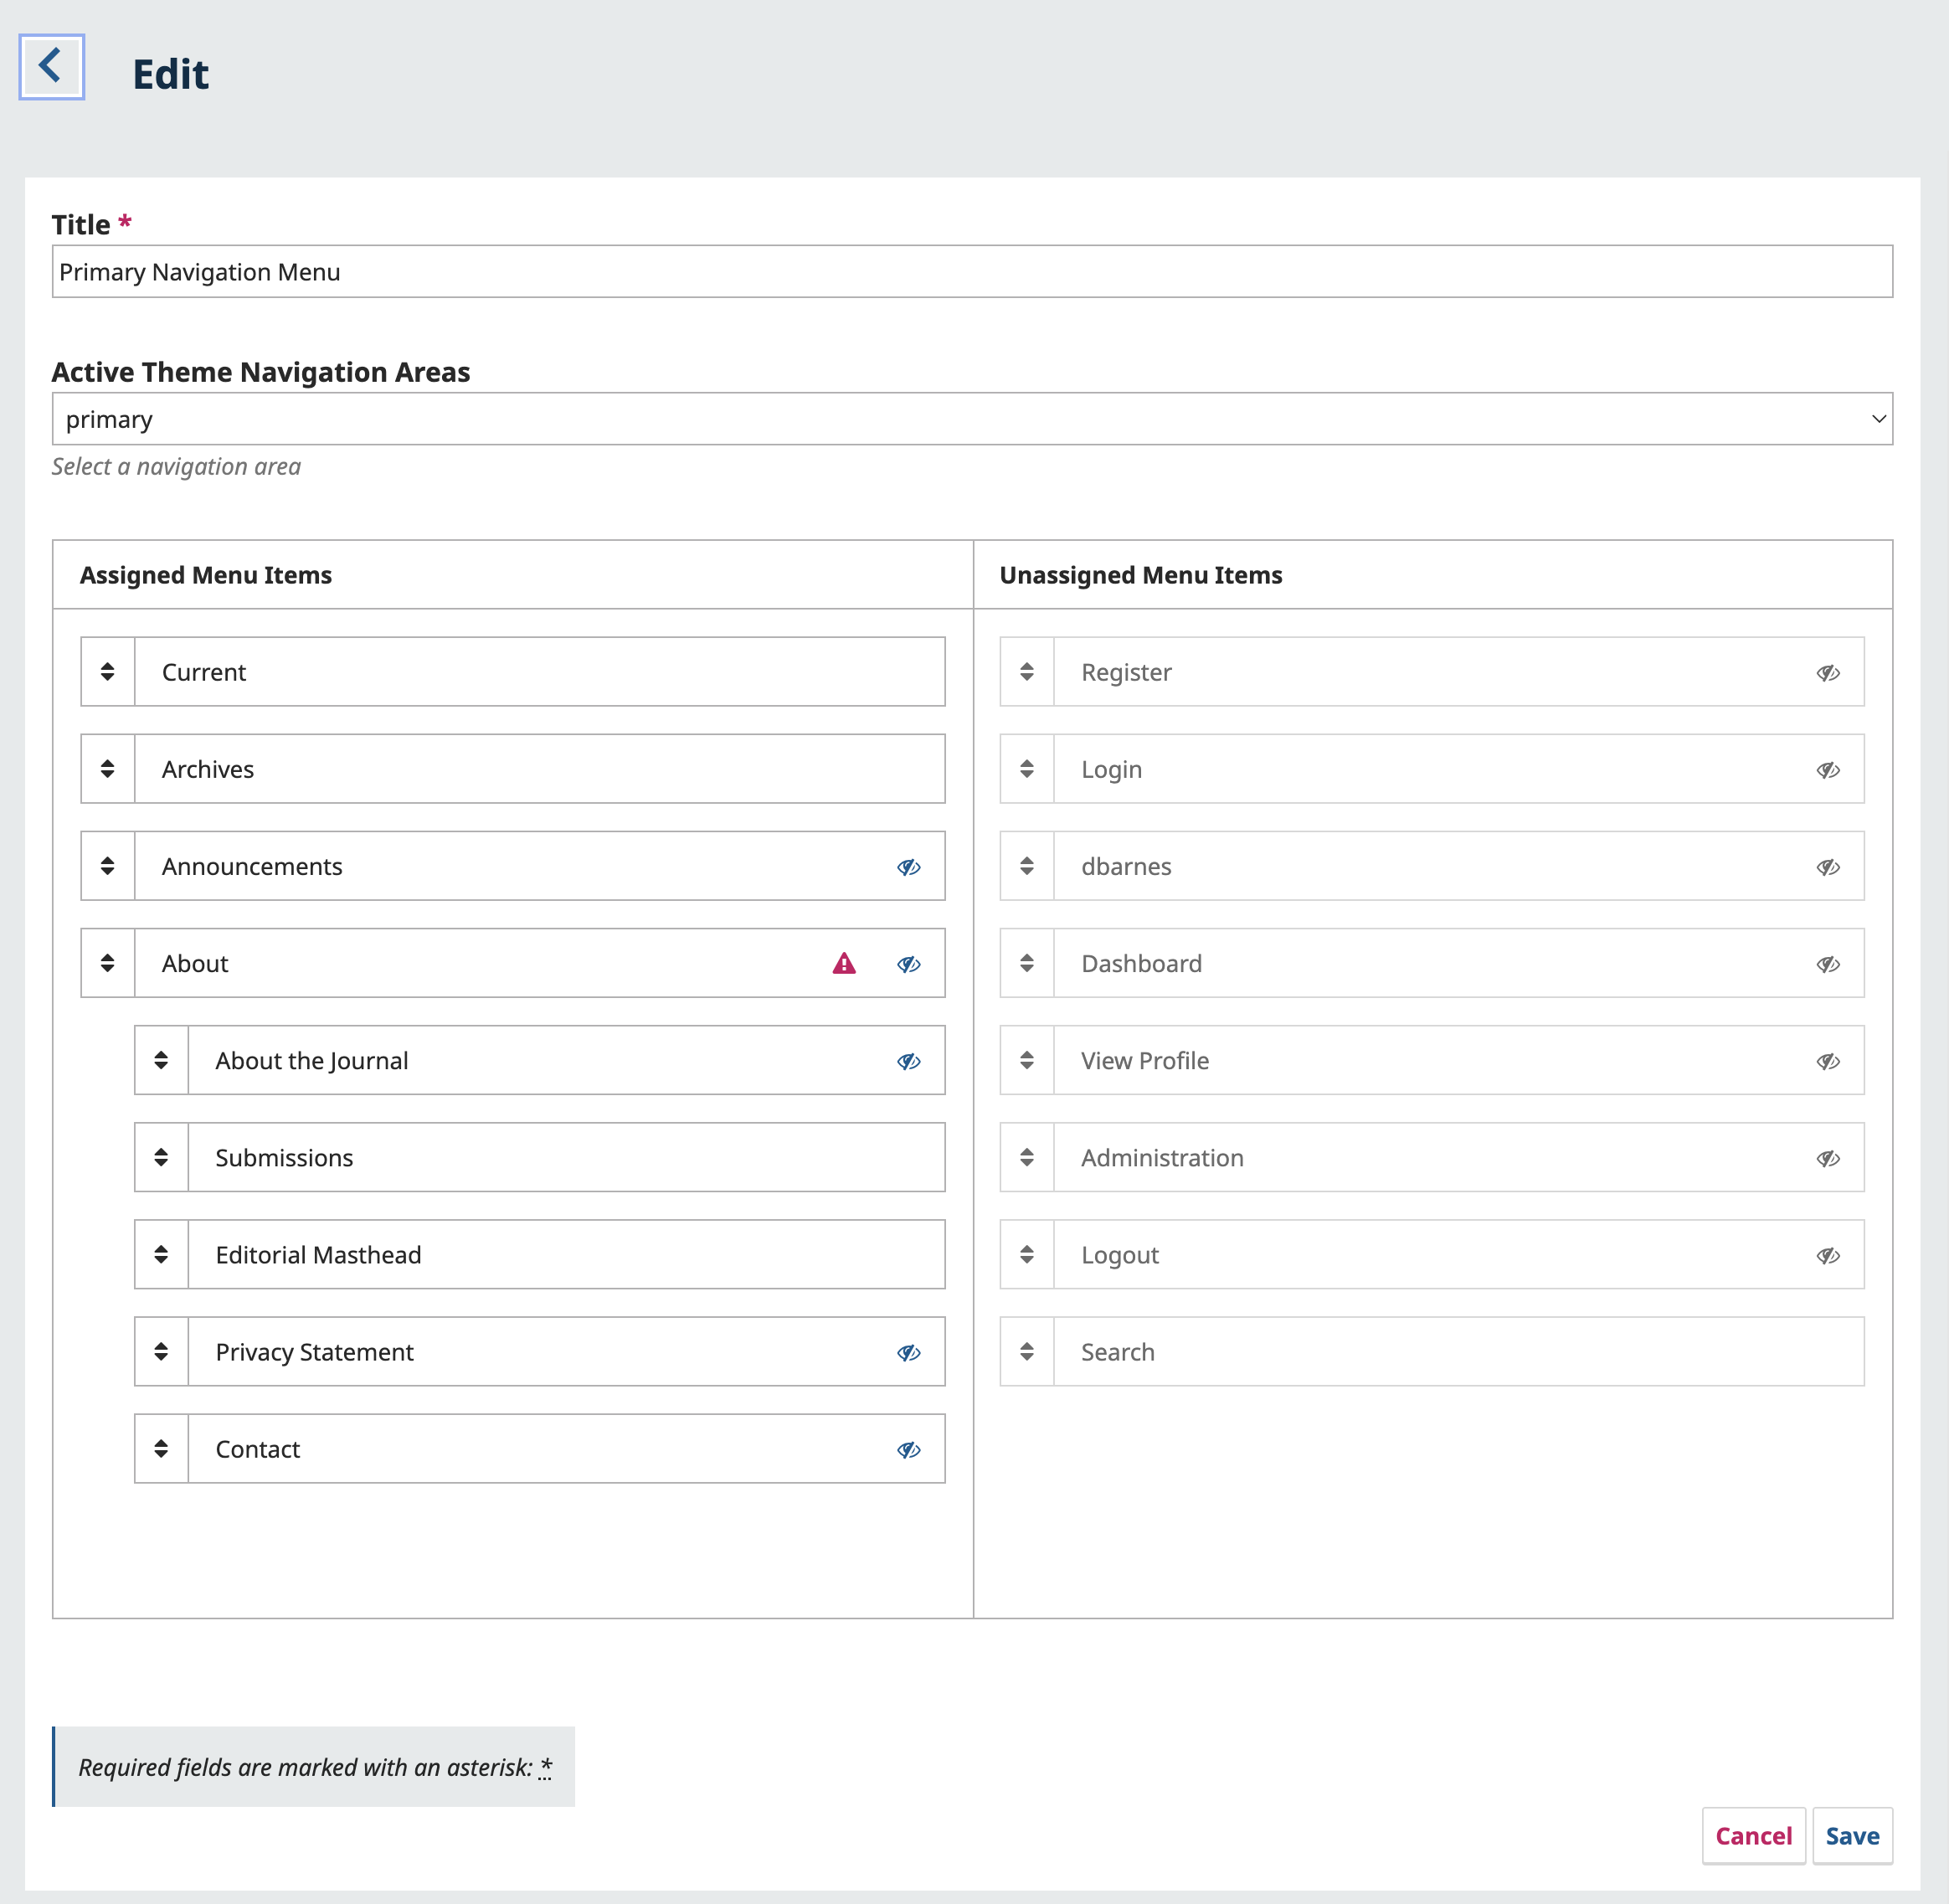 Edit
Title *
Primary Navigation Menu
Active Theme Navigation Areas
primary
Select a navigation area
Assigned Menu Items
Current
Archives
Announcements
About
About the Journal
Submissions
Editorial Masthead
Privacy Statement
Contact
Unassigned Menu Items
Register
Login
dbarnes
Dashboard
View Profile
Administration
Logout
Search
Required fields are marked with an asterisk: *
Cancel
Save